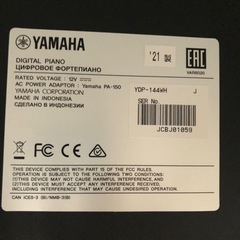 YAMAHA
'21 製
EAC
DIGITAL PIANO
ЦИФРОВОЕ ФОРТЕПИАНО
RATED VOLTAGE : 12V
AC POWER ADAPTOR : Yamaha PA-150
YAMAHA CORPORATION
MADE IN INDONESIA
СДЕЛАНО В ИНДОНЕЗИИ
YDP-144WH J
SER No.
JCBJ01059
THIS DEVICE COMPLIES WITH PART 15 OF THE FCC RULES.
OPERATION IS SUBJECT TO THE FOLLOWING TWO CONDITIONS:
(1) THIS DEVICE MAY NOT CAUSE HARMFUL INTERFERENCE, AND
(2) THIS DEVICE MUST ACCEPT ANY INTERFERENCE RECEIVED,
INCLUDING INTERFERENCE THAT MAY CAUSE UNDESIRED OPERATION.
CAN ICES-3 (B)/NMB-3(B)